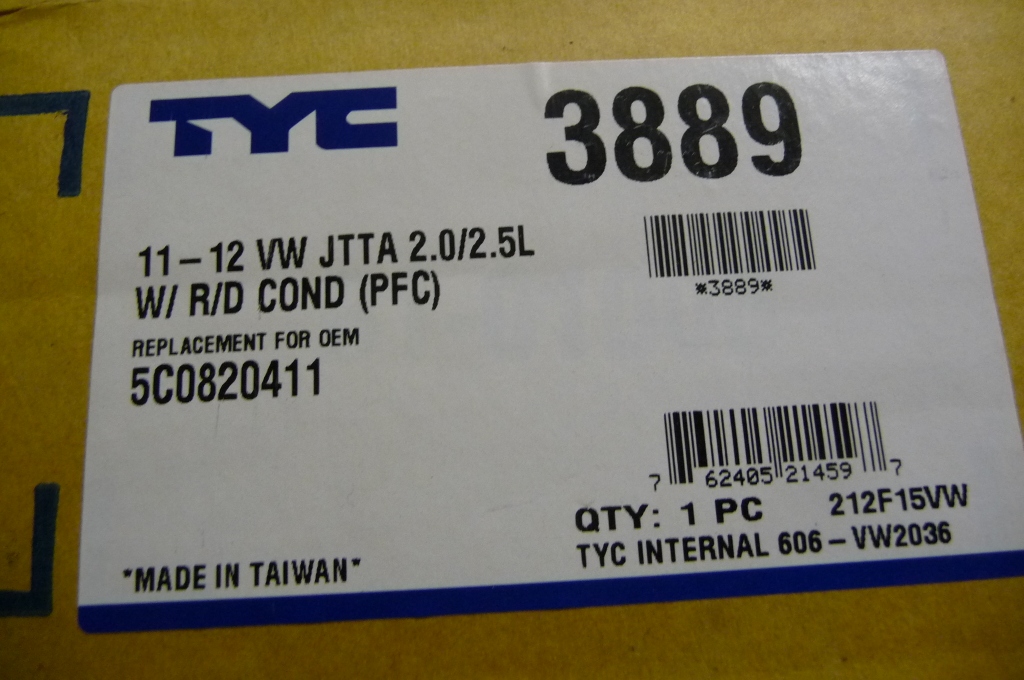 TYC
3889
11-12 VW JTTA 2.0/2.5L
W/ R/D COND (PFC)
*3889*
REPLACEMENT FOR OEM
5C0820411
7 62405 21459 7
QTY: 1 PC 212F15VW
TYC INTERNAL 606-VW2036
*MADE IN TAIWAN*